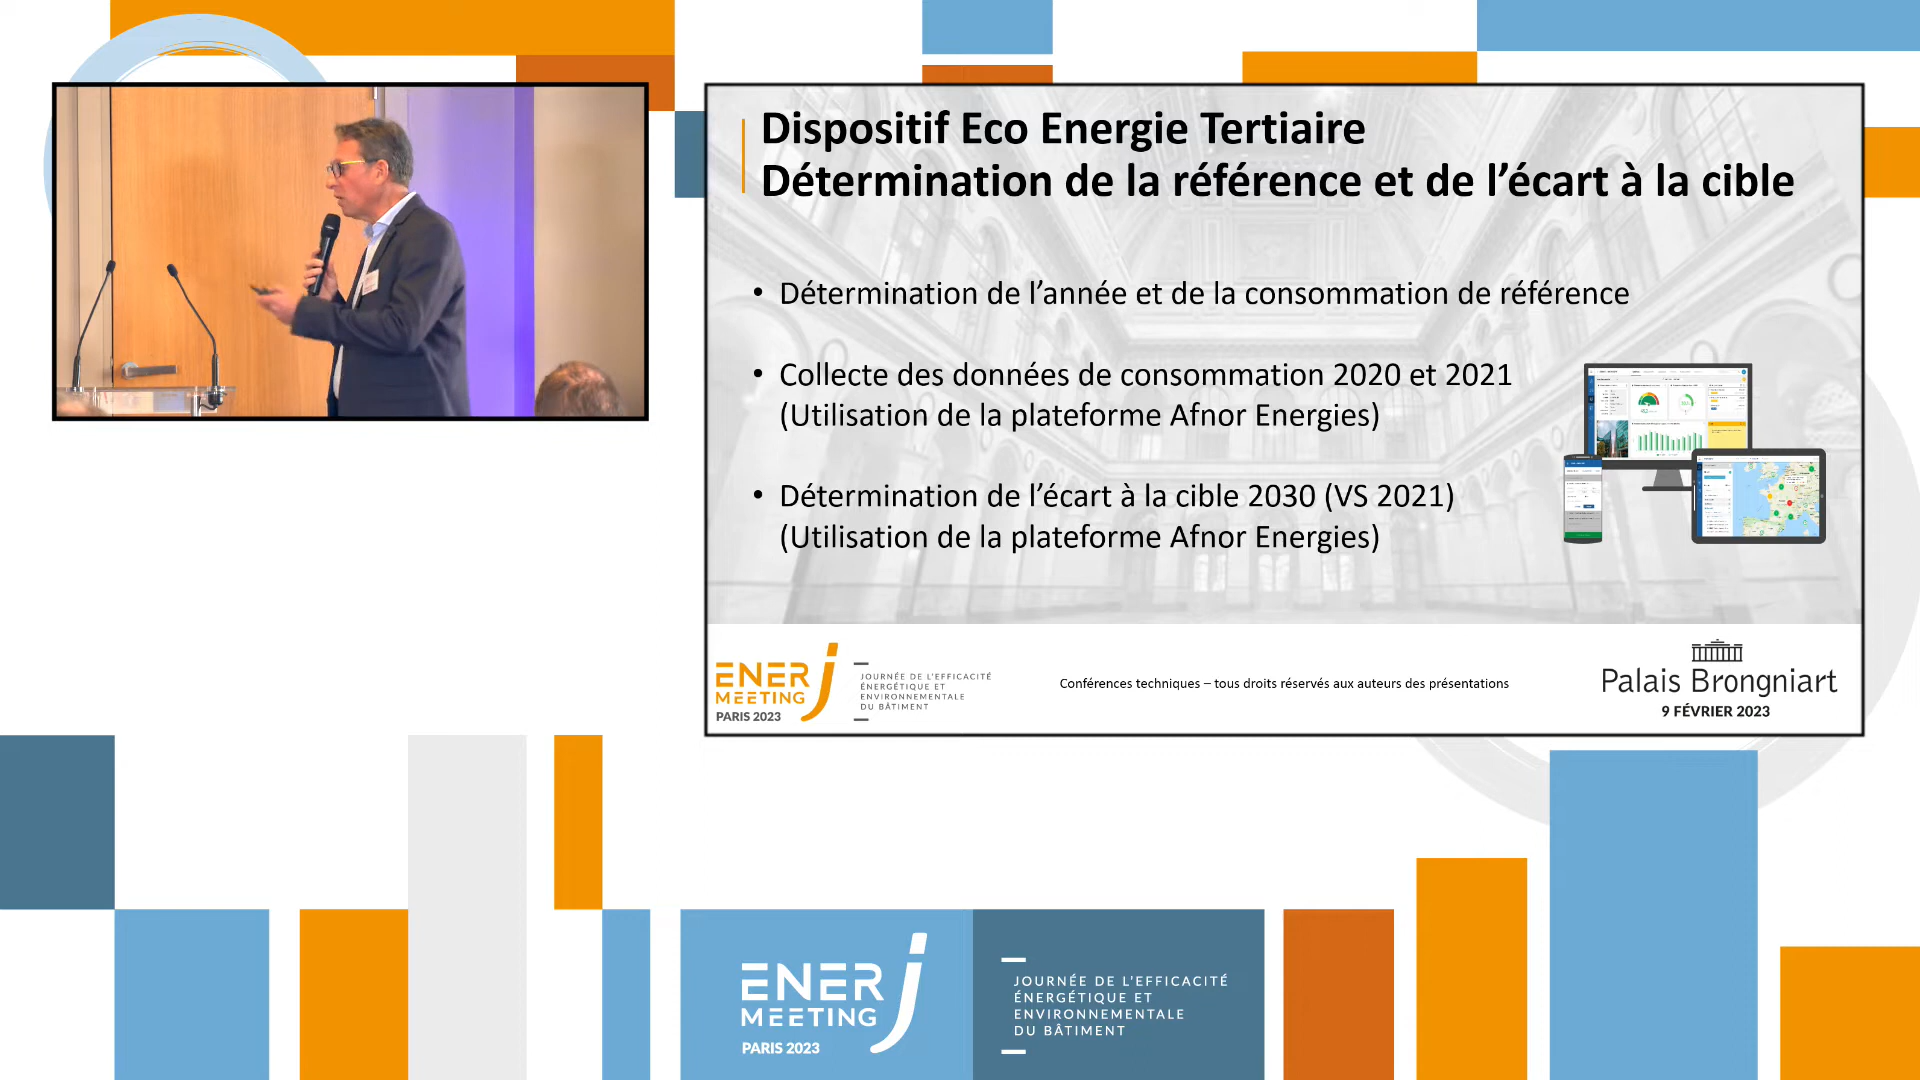 Dispositif Eco Energie Tertiaire
Détermination de la référence et de l’écart à la cible
• Détermination de l’année et de la consommation de référence
• Collecte des données de consommation 2020 et 2021
(Utilisation de la plateforme Afnor Energies)
• Détermination de l’écart à la cible 2030 (VS 2021)
(Utilisation de la plateforme Afnor Energies)
ENERJ
MEETING
PARIS 2023
JOURNÉE DE L'EFFICACITÉ
ÉNERGÉTIQUE ET
ENVIRONNEMENTALE
DU BÂTIMENT
Conférences techniques – tous droits réservés aux auteurs des présentations
Palais Brongniart
9 FÉVRIER 2023
ENERJ
MEETING
PARIS 2023
JOURNÉE DE L'EFFICACITÉ
ÉNERGÉTIQUE ET
ENVIRONNEMENTALE
DU BÂTIMENT